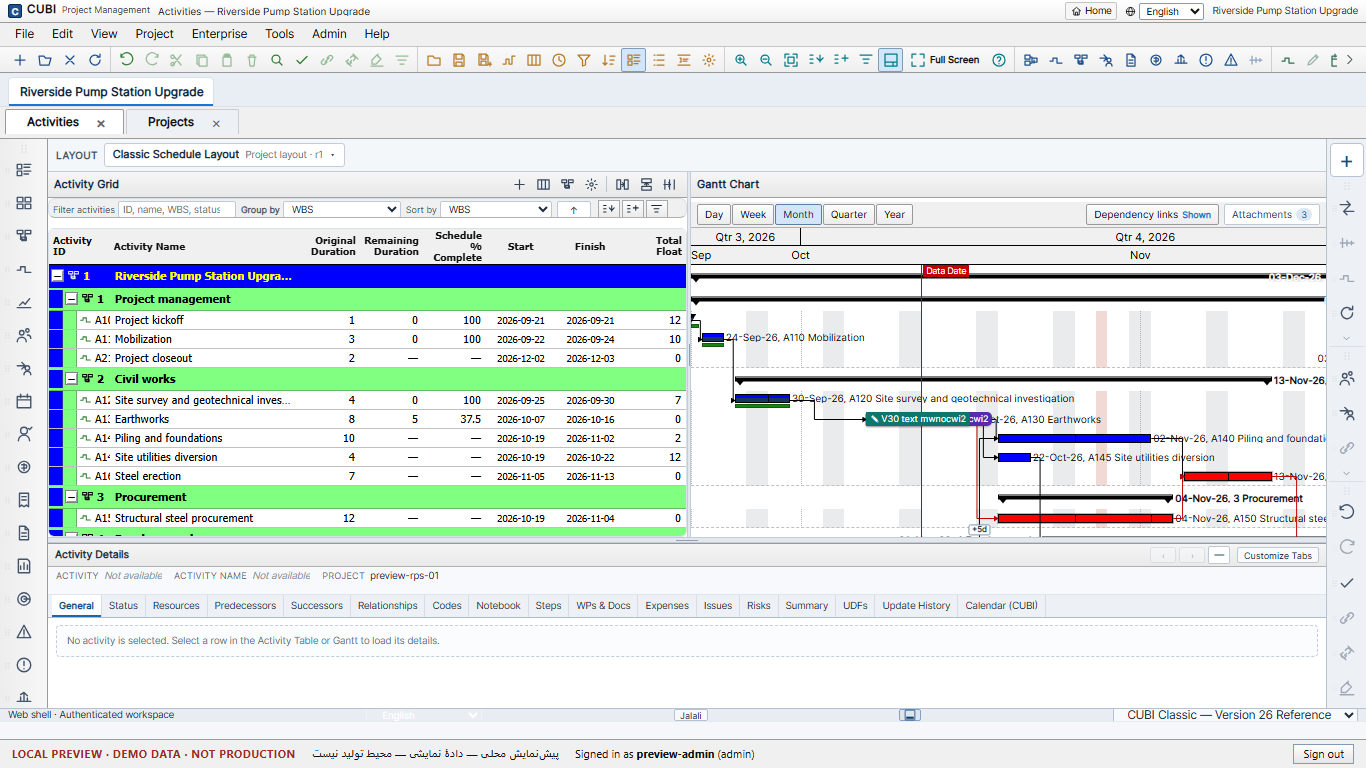 CUBI Project Management Activities — Riverside Pump Station Upgrade
Home English Riverside Pump Station Upgrade
File Edit View Project Enterprise Tools Admin Help
Full Screen
Riverside Pump Station Upgrade
Activities Projects
LAYOUT Classic Schedule Layout Project layout · r1
Activity Grid
Filter activities ID, name, WBS, status Group by WBS Sort by WBS
Activity ID Activity Name Original Duration Remaining Duration Schedule % Complete Start Finish Total Float
1 Riverside Pump Station Upgra...
1 Project management
A10 Project kickoff 1 0 100 2026-09-21 2026-09-21 12
A11 Mobilization 3 0 100 2026-09-22 2026-09-24 10
A21 Project closeout 2 — — 2026-12-02 2026-12-03 0
2 Civil works
A12 Site survey and geotechnical inves... 4 0 100 2026-09-25 2026-09-30 7
A13 Earthworks 8 5 37.5 2026-10-07 2026-10-16 0
A14 Piling and foundations 10 — — 2026-10-19 2026-11-02 2
A14 Site utilities diversion 4 — — 2026-10-19 2026-10-22 12
A16 Steel erection 7 — — 2026-11-05 2026-11-13 0
3 Procurement
A15 Structural steel procurement 12 — — 2026-10-19 2026-11-04 0
Gantt Chart
Day Week Month Quarter Year Dependency links Shown Attachments 3
Qtr 3, 2026 Qtr 4, 2026
Sep Oct Nov
Data Date 03-Dec-26,
24-Sep-26, A110 Mobilization
03
13-Nov-26,
30-Sep-26, A120 Site survey and geotechnical investigation
V30 text mwnocwi2 cwi2 ct-26, A130 Earthworks
02-Nov-26, A140 Piling and foundati
22-Oct-26, A145 Site utilities diversion
13-Nov-26,
04-Nov-26, 3 Procurement
04-Nov-26, A150 Structural stee
+5d
Activity Details
Customize Tabs
ACTIVITY Not available ACTIVITY NAME Not available PROJECT preview-rps-01
General Status Resources Predecessors Successors Relationships Codes Notebook Steps WPs & Docs Expenses Issues Risks Summary UDFs Update History Calendar (CUBI)
No activity is selected. Select a row in the Activity Table or Gantt to load its details.
Web shell · Authenticated workspace English Jalali CUBI Classic — Version 26 Reference
LOCAL PREVIEW · DEMO DATA · NOT PRODUCTION پیش‌نمایش محلی — دادهٔ نمایشی — محیط تولید نیست Signed in as preview-admin (admin) Sign out